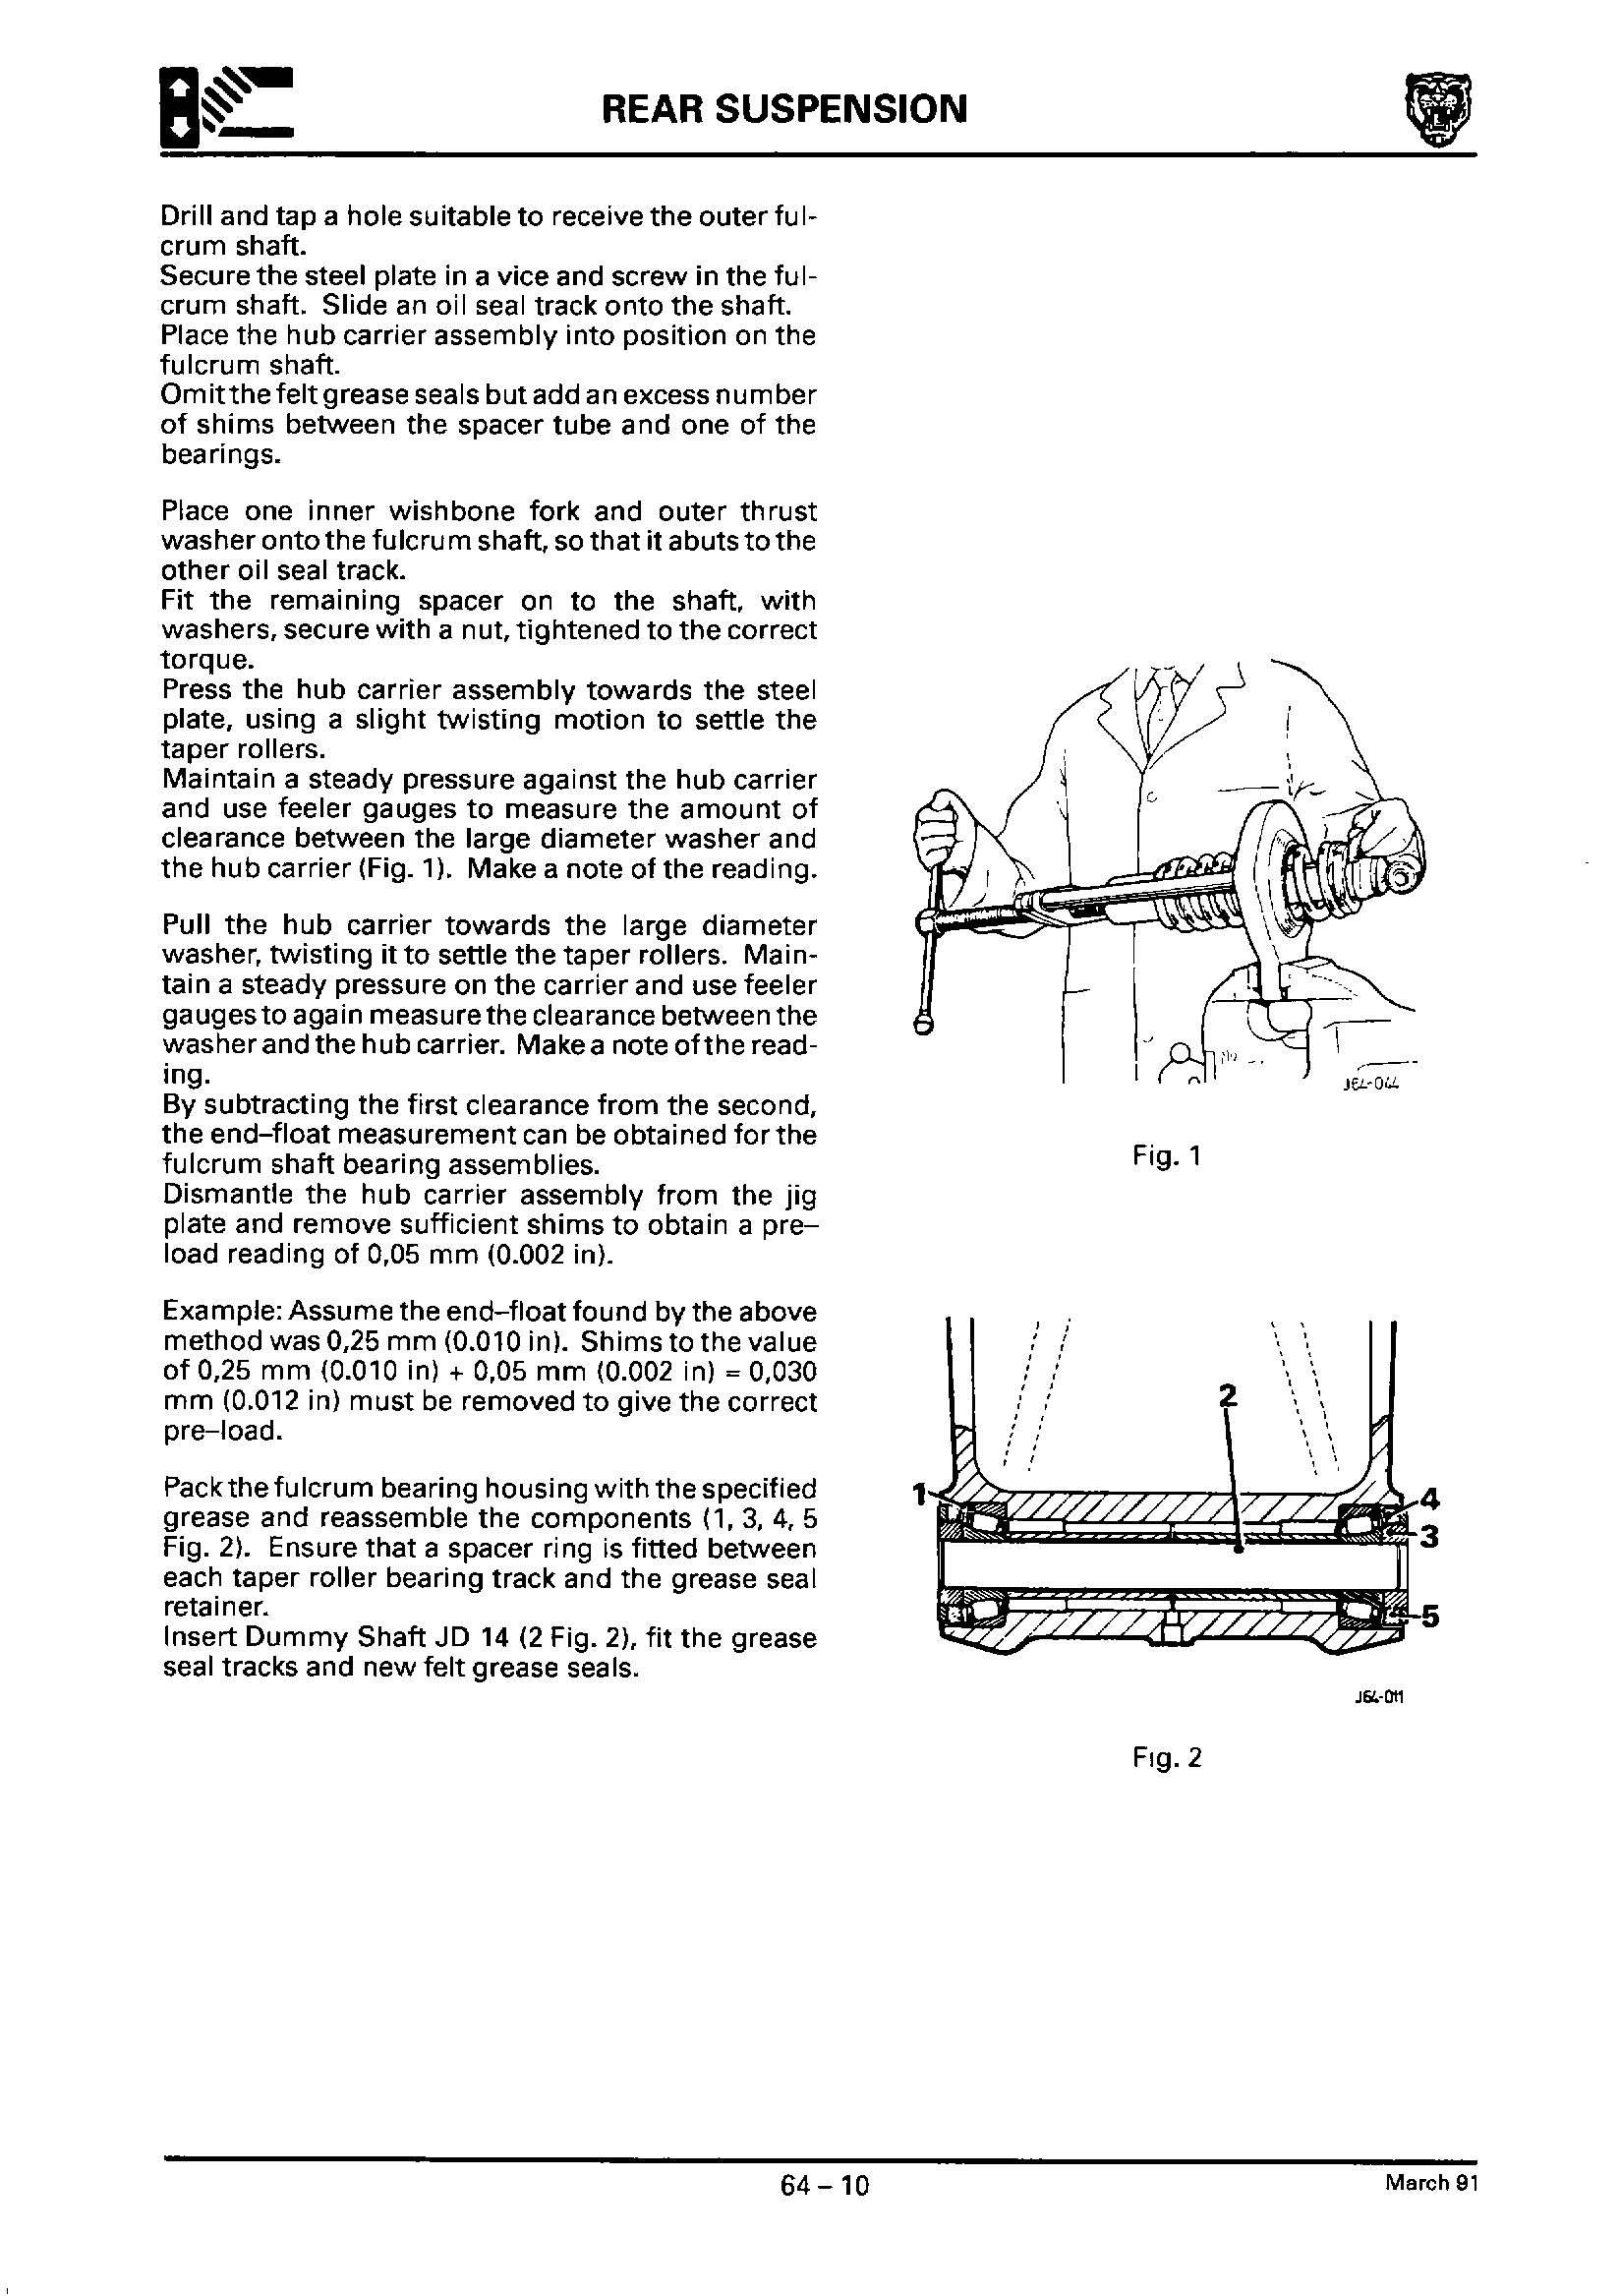 REAR SUSPENSION
Drill and tap a hole suitable to receive the outer ful-
crum shaft.
Secure the steel plate in a vice and screw in the ful-
crum shaft. Slide an oil seal track onto the shaft.
Place the hub carrier assembly into position on the
fulcrum shaft.
Omit the felt grease seals but add an excess number
of shims between the spacer tube and one of the
bearings.
Place one inner wishbone fork and outer thrust
washer onto the fulcrum shaft, so that it abuts to the
other oil seal track.
Fit the remaining spacer on to the shaft, with
washers, secure with a nut, tightened to the correct
torque.
Press the hub carrier assembly towards the steel
plate, using a slight twisting motion to settle the
taper rollers.
Maintain a steady pressure against the hub carrier
and use feeler gauges to measure the amount of
clearance between the large diameter washer and
the hub carrier (Fig. 1). Make a note of the reading.
Pull the hub carrier towards the large diameter
washer, twisting it to settle the taper rollers. Main-
tain a steady pressure on the carrier and use feeler
gauges to again measure the clearance between the
washer and the hub carrier. Make a note of the read-
ing.
By subtracting the first clearance from the second,
the end–float measurement can be obtained for the
fulcrum shaft bearing assemblies.
Dismantle the hub carrier assembly from the jig
plate and remove sufficient shims to obtain a pre–
load reading of 0,05 mm (0.002 in).
Example: Assume the end–float found by the above
method was 0,25 mm (0.010 in). Shims to the value
of 0,25 mm (0.010 in) + 0,05 mm (0.002 in) = 0,030
mm (0.012 in) must be removed to give the correct
pre–load.
Pack the fulcrum bearing housing with the specified
grease and reassemble the components (1, 3, 4, 5
Fig. 2). Ensure that a spacer ring is fitted between
each taper roller bearing track and the grease seal
retainer.
Insert Dummy Shaft JD 14 (2 Fig. 2), fit the grease
seal tracks and new felt grease seals.
J64-044
Fig. 1
2
1
4
3
5
J64-011
Fig. 2
64 – 10
March 91